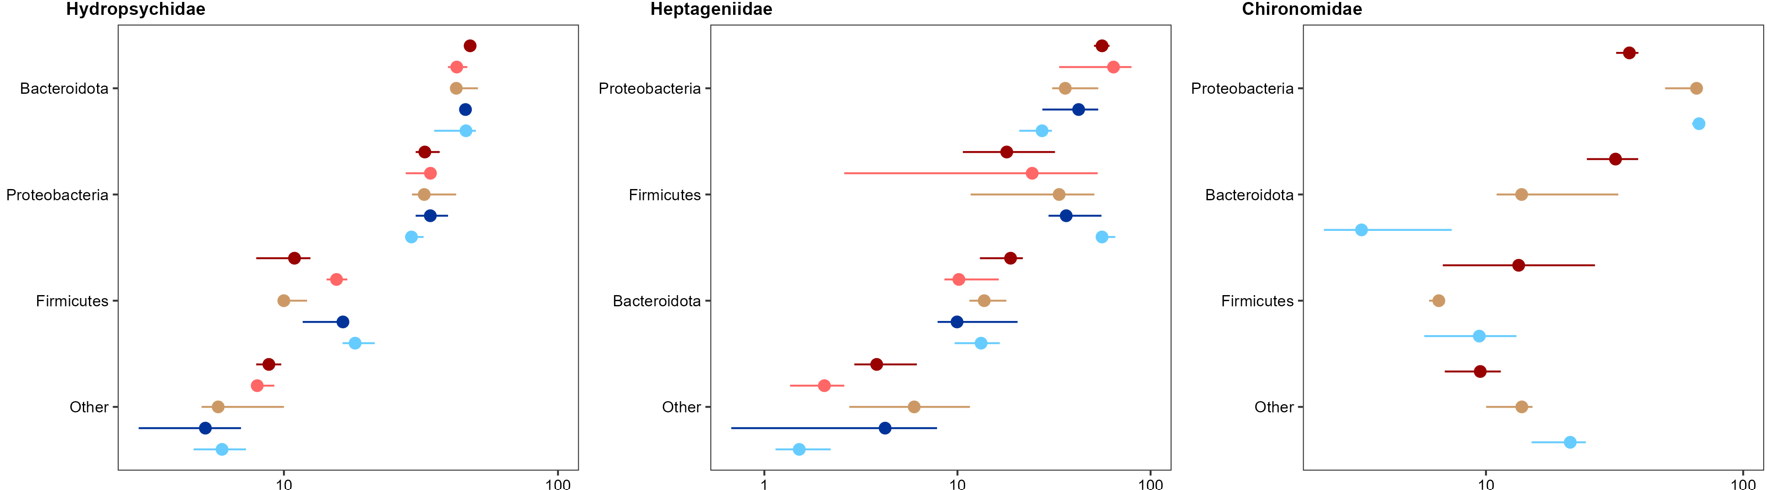 Hydropsychidae
Bacteroidota
Proteobacteria
Firmicutes
Other
10 100
Heptageniidae
Proteobacteria
Firmicutes
Bacteroidota
Other
1 10 100
Chironomidae
Proteobacteria
Bacteroidota
Firmicutes
Other
10 100